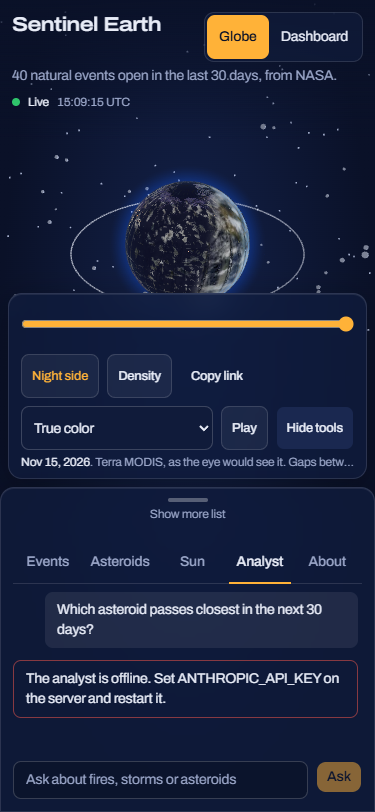 Sentinel Earth
Globe
Dashboard
40 natural events open in the last 30 days, from NASA.
Live 15:09:15 UTC
Night side
Density
Copy link
True color
Play
Hide tools
Nov 15, 2026. Terra MODIS, as the eye would see it. Gaps betw...
Show more list
Events
Asteroids
Sun
Analyst
About
Which asteroid passes closest in the next 30
days?
The analyst is offline. Set ANTHROPIC_API_KEY on
the server and restart it.
Ask about fires, storms or asteroids
Ask